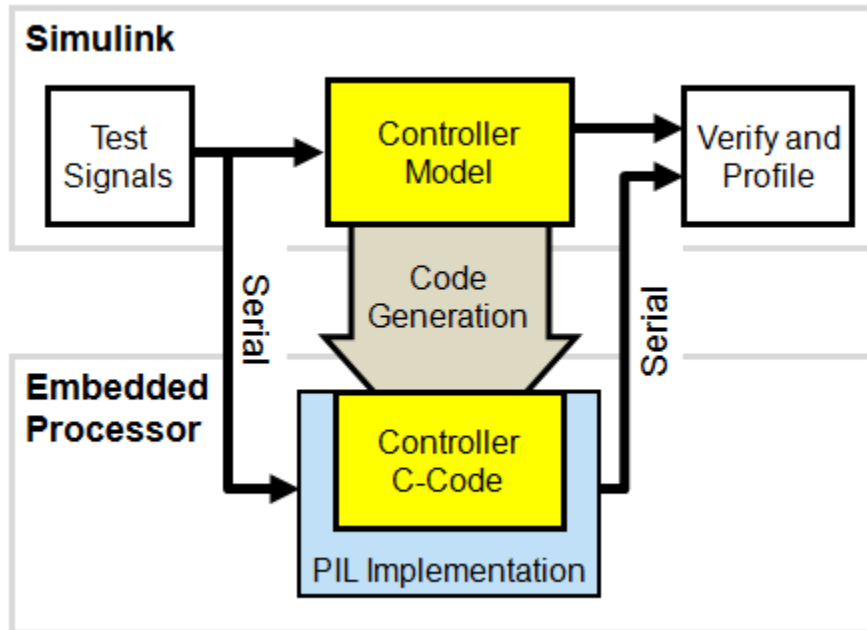 Simulink
Test
Signals
Controller
Model
Verify and
Profile
Serial
Code
Generation
Serial
Embedded
Processor
Controller
C-Code
PIL Implementation